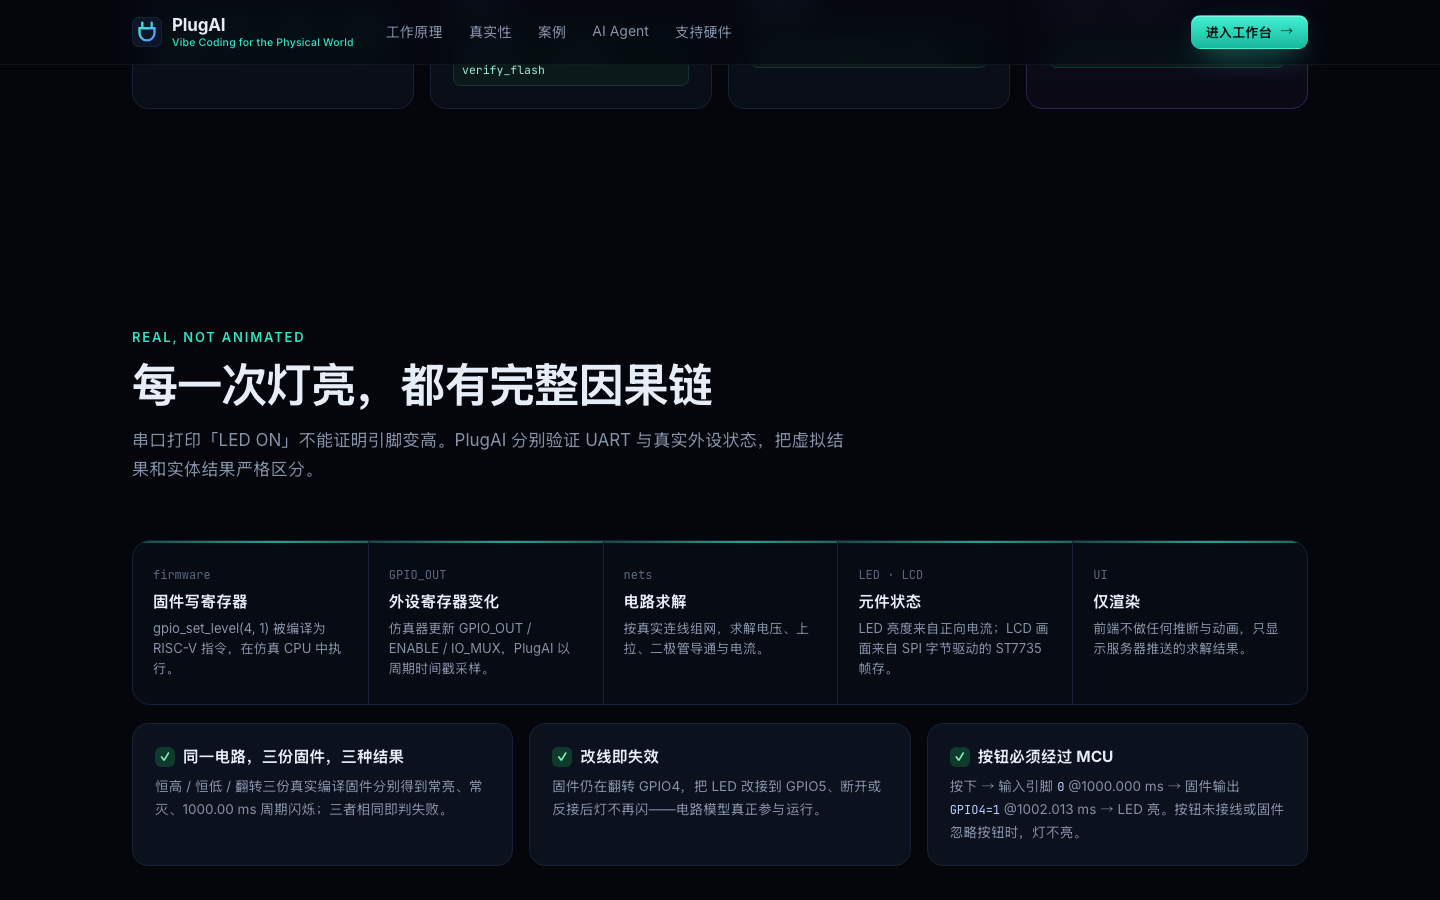 PlugAI
Vibe Coding for the Physical World
工作原理
真实性
案例
AI Agent
支持硬件
进入工作台 →
verify_flash
REAL, NOT ANIMATED
每一次灯亮，都有完整因果链
串口打印「LED ON」不能证明引脚变高。PlugAI 分别验证 UART 与真实外设状态，把虚拟结
果和实体结果严格区分。
firmware
固件写寄存器
gpio_set_level(4, 1) 被编译为
RISC-V 指令，在仿真 CPU 中执
行。
GPIO_OUT
外设寄存器变化
仿真器更新 GPIO_OUT /
ENABLE / IO_MUX，PlugAI 以
周期时间戳采样。
nets
电路求解
按真实连线组网，求解电压、上
拉、二极管导通与电流。
LED · LCD
元件状态
LED 亮度来自正向电流；LCD 画
面来自 SPI 字节驱动的 ST7735
帧存。
UI
仅渲染
前端不做任何推断与动画，只显
示服务器推送的求解结果。
同一电路，三份固件，三种结果
恒高 / 恒低 / 翻转三份真实编译固件分别得到常亮、常
灭、1000.00 ms 周期闪烁；三者相同即判失败。
改线即失效
固件仍在翻转 GPIO4，把 LED 改接到 GPIO5、断开或
反接后灯不再闪——电路模型真正参与运行。
按钮必须经过 MCU
按下 → 输入引脚 0 @1000.000 ms → 固件输出
GPIO4=1 @1002.013 ms → LED 亮。按钮未接线或固件
忽略按钮时，灯不亮。